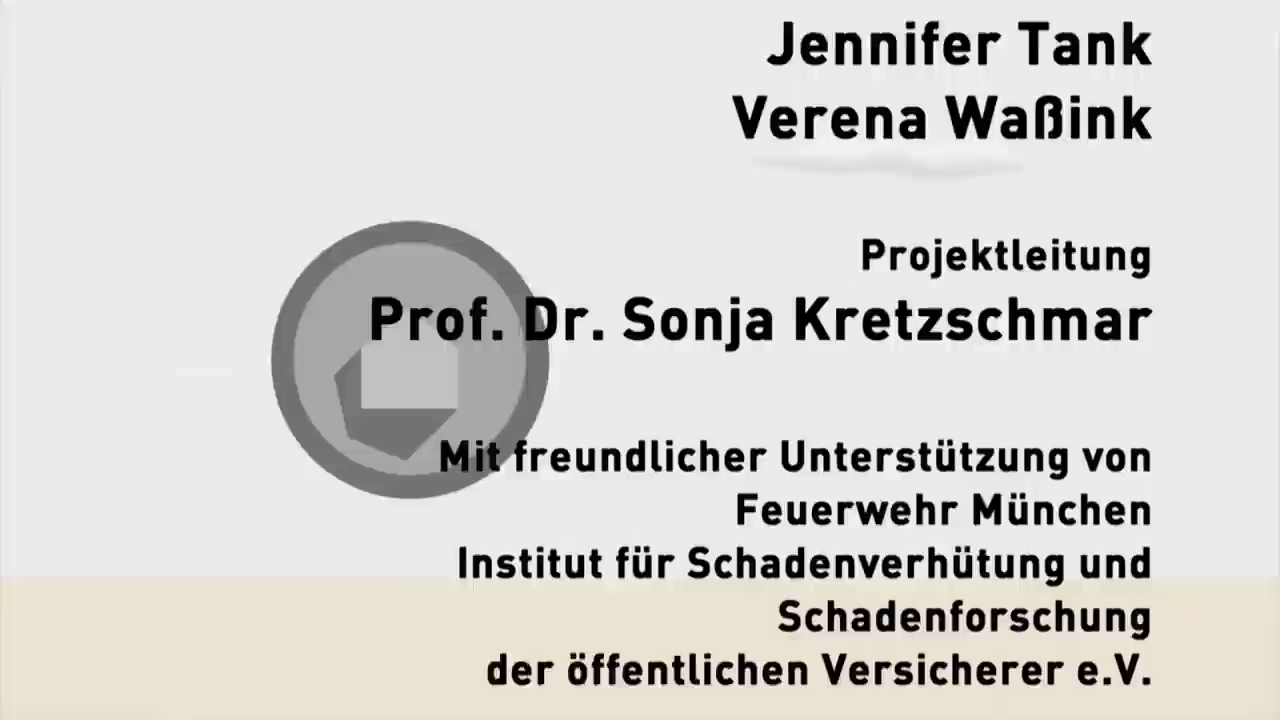 Jennifer Tank
Verena Waßink
Projektleitung
Prof. Dr. Sonja Kretzschmar
Mit freundlicher Unterstützung von
Feuerwehr München
Institut für Schadenverhütung und
Schadenforschung
der öffentlichen Versicherer e.V.